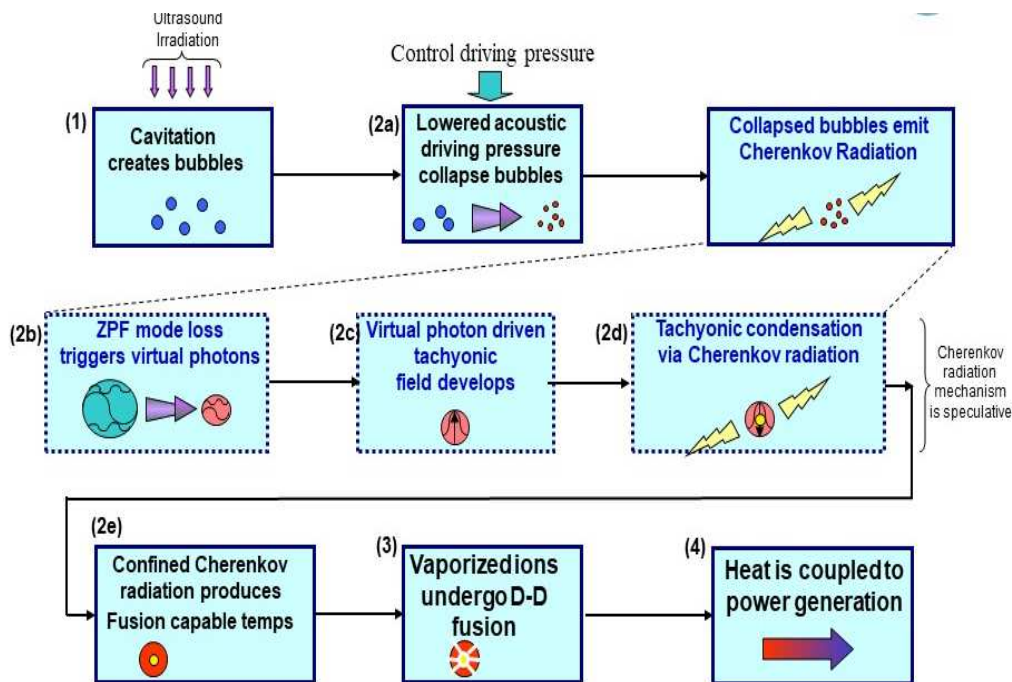 Ultrasound
Irradiation
Control driving pressure
(1)
Cavitation
creates bubbles
(2a)
Lowered acoustic
driving pressure
collapse bubbles
Collapsed bubbles emit
Cherenkov Radiation
(2b)
ZPF mode loss
triggers virtual photons
(2c)
Virtual photon driven
tachyonic
field develops
(2d)
Tachyonic condensation
via Cherenkov radiation
Cherenkov
radiation
mechanism
is speculative
(2e)
Confined Cherenkov
radiation produces
Fusion capable temps
(3)
Vaporized ions
undergo D-D
fusion
(4)
Heat is coupled to
power generation